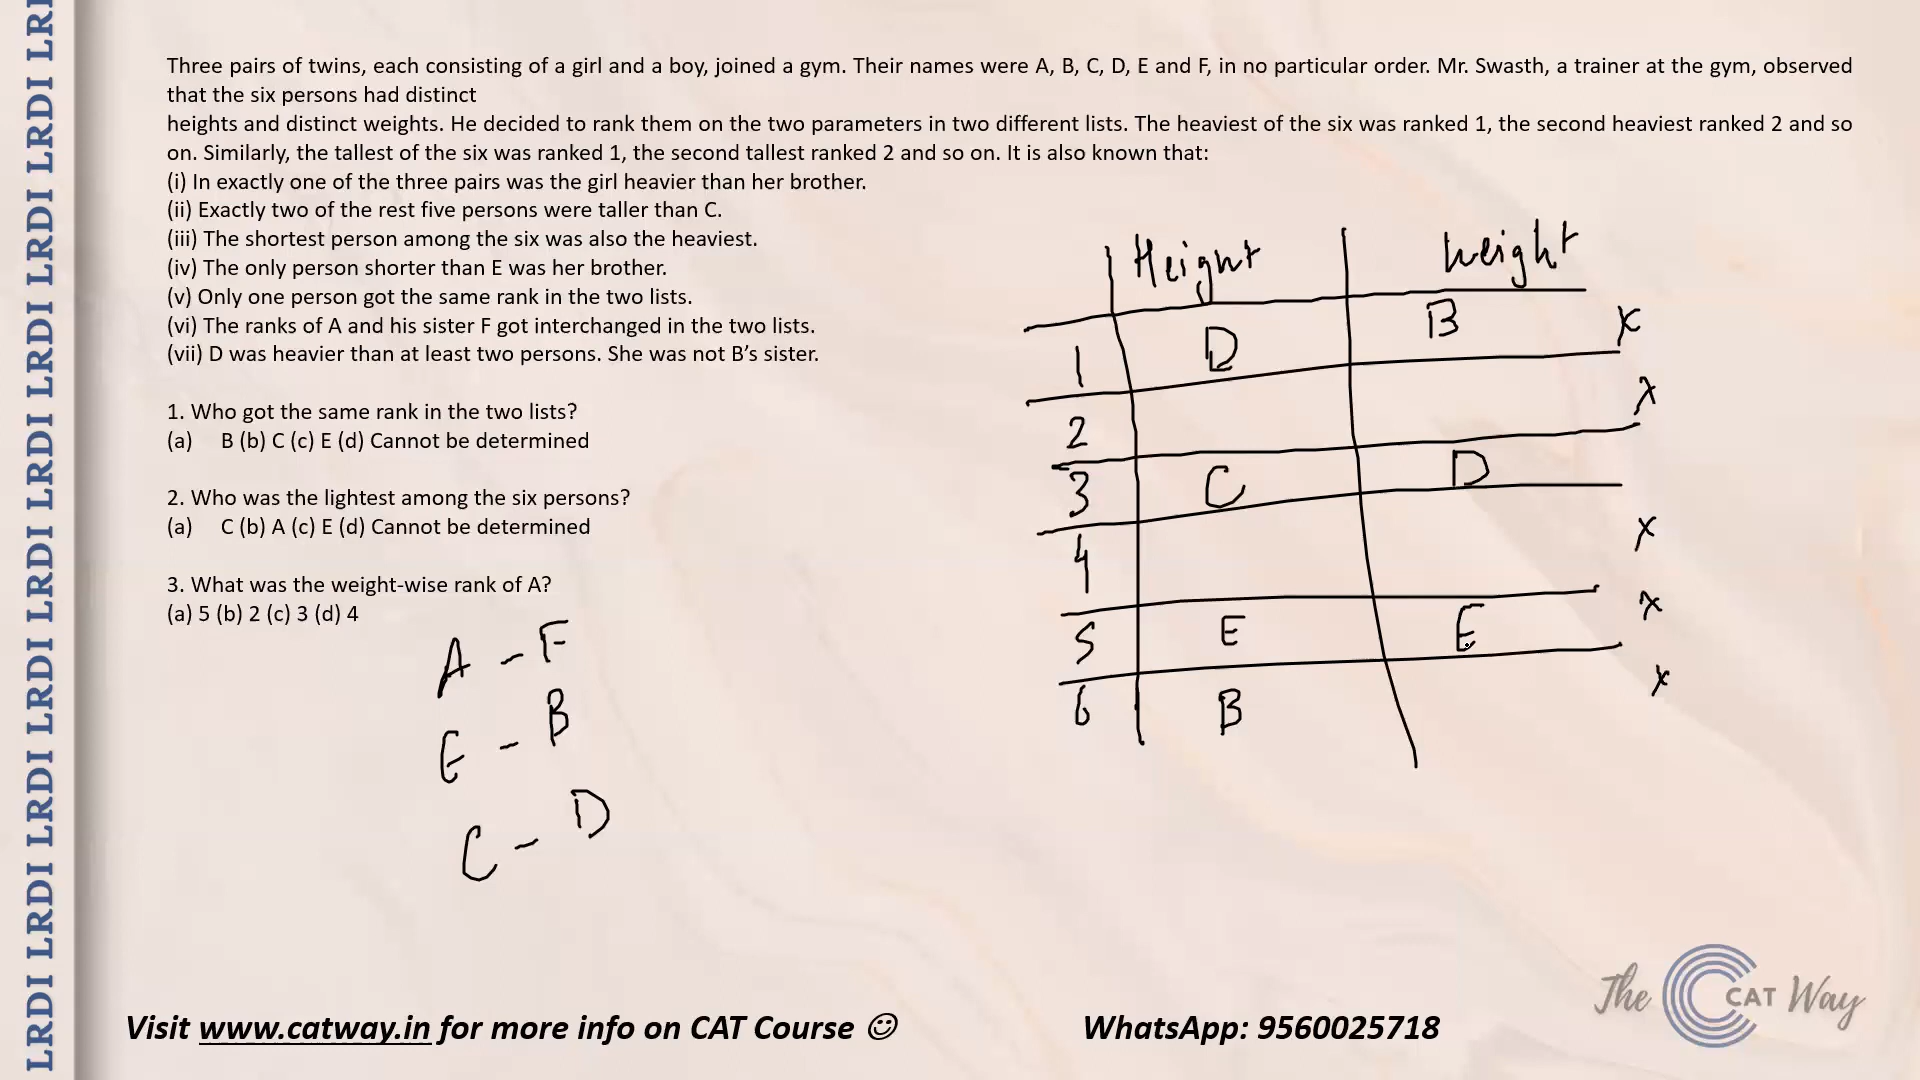 LRDI LRDI LRDI LRDI LRDI LRDI LRDI LRDI LRI
Three pairs of twins, each consisting of a girl and a boy, joined a gym. Their names were A, B, C, D, E and F, in no particular order. Mr. Swasth, a trainer at the gym, observed
that the six persons had distinct
heights and distinct weights. He decided to rank them on the two parameters in two different lists. The heaviest of the six was ranked 1, the second heaviest ranked 2 and so
on. Similarly, the tallest of the six was ranked 1, the second tallest ranked 2 and so on. It is also known that:
(i) In exactly one of the three pairs was the girl heavier than her brother.
(ii) Exactly two of the rest five persons were taller than C.
(iii) The shortest person among the six was also the heaviest.
(iv) The only person shorter than E was her brother.
(v) Only one person got the same rank in the two lists.
(vi) The ranks of A and his sister F got interchanged in the two lists.
(vii) D was heavier than at least two persons. She was not B's sister.
1. Who got the same rank in the two lists?
(a) B (b) C (c) E (d) Cannot be determined
2. Who was the lightest among the six persons?
(a) C (b) A (c) E (d) Cannot be determined
3. What was the weight-wise rank of A?
(a) 5 (b) 2 (c) 3 (d) 4
A - F
E - B
C - D
Height Weight
1 D B x
2 x
3 C D
4 x
5 E E x
6 B x
Visit www.catway.in for more info on CAT Course ☺
WhatsApp: 9560025718
The CAT Way